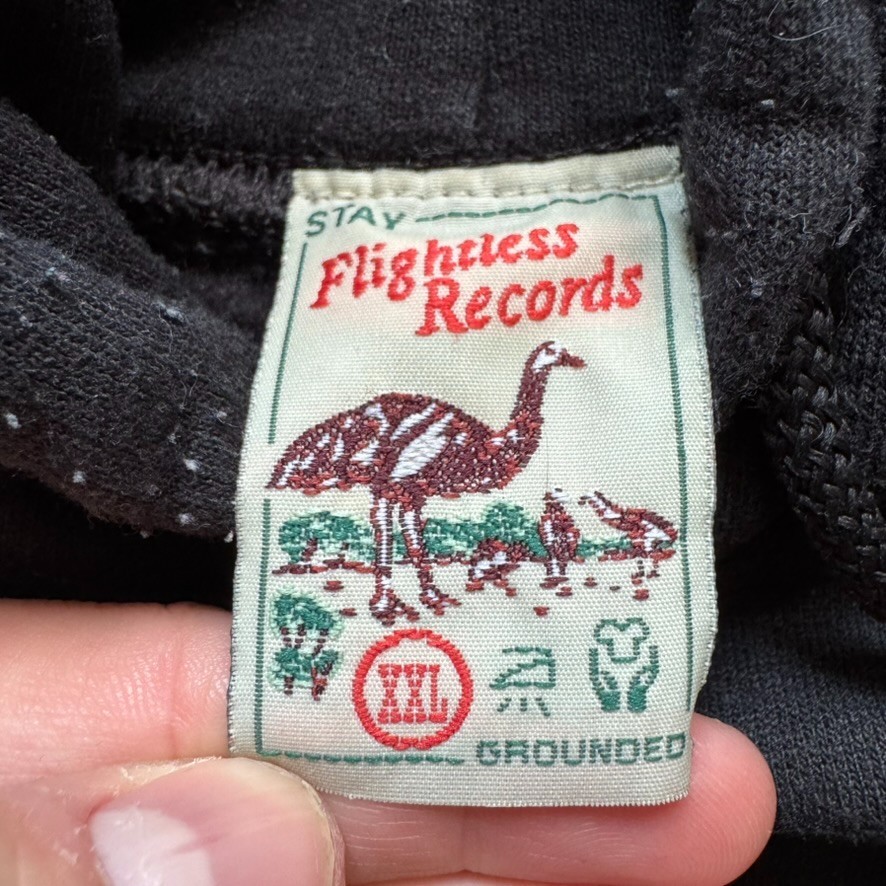 STAY
Flightless
Records
XXL
GROUNDED